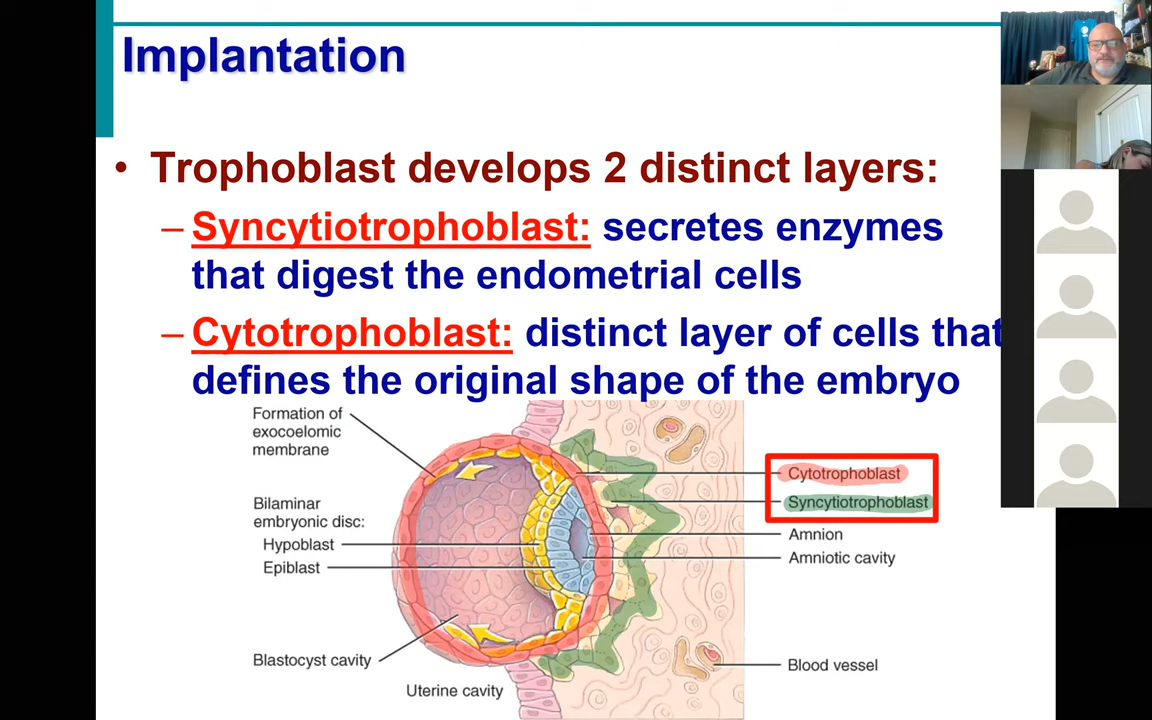 Implantation
• Trophoblast develops 2 distinct layers:
– Syncytiotrophoblast: secretes enzymes
that digest the endometrial cells
– Cytotrophoblast: distinct layer of cells that
defines the original shape of the embryo
Formation of
exocoelomic
membrane
Bilaminar
embryonic disc:
Hypoblast
Epiblast
Blastocyst cavity
Uterine cavity
Cytotrophoblast
Syncytiotrophoblast
Amnion
Amniotic cavity
Blood vessel